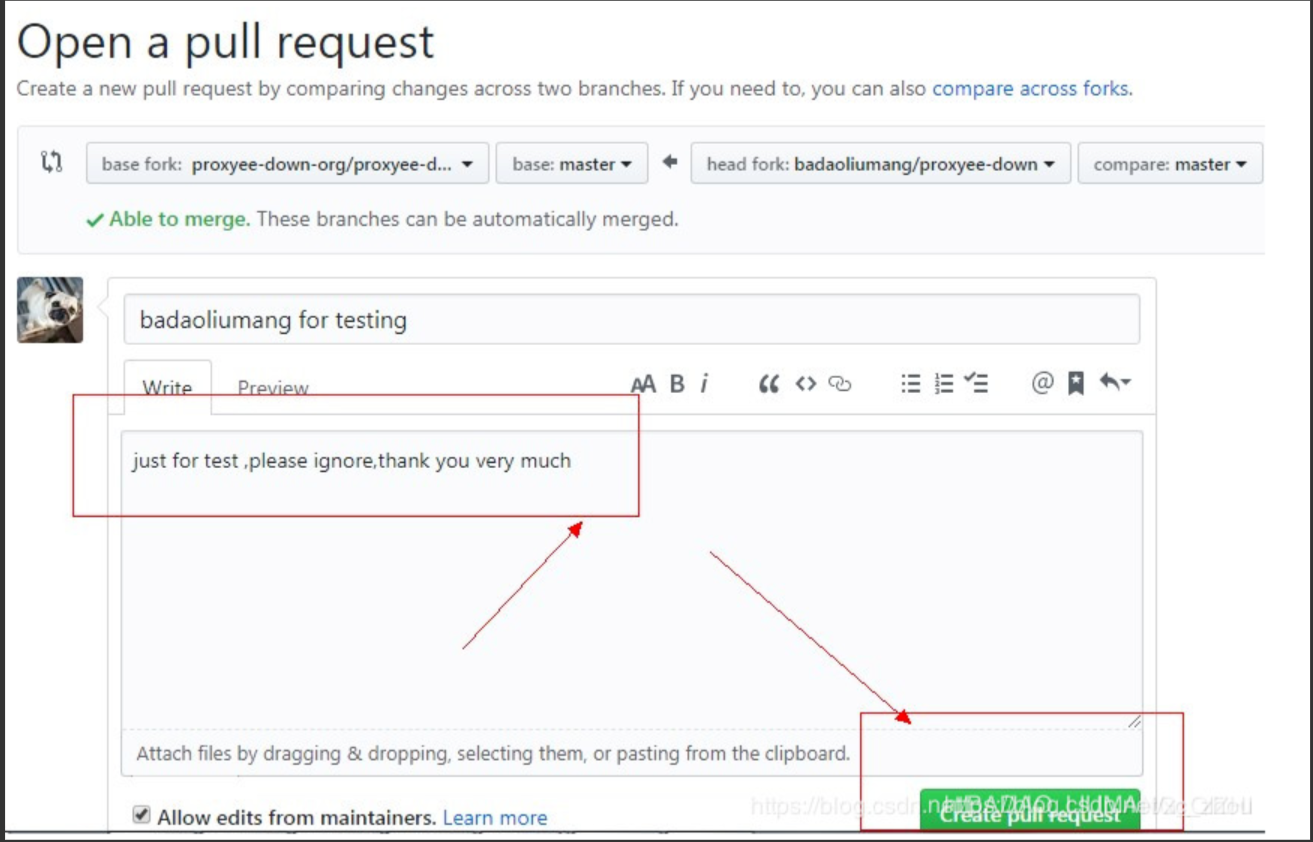 Open a pull request
Create a new pull request by comparing changes across two branches. If you need to, you can also compare across forks.
base fork: proxyee-down-org/proxyee-d... base: master head fork: badaoliumang/proxyee-down compare: master
Able to merge. These branches can be automatically merged.
badaoliumang for testing
Write Preview AA B i @
just for test ,please ignore,thank you very much
Attach files by dragging & dropping, selecting them, or pasting from the clipboard.
Allow edits from maintainers. Learn more
Create pull request
https://blog.csdn.net